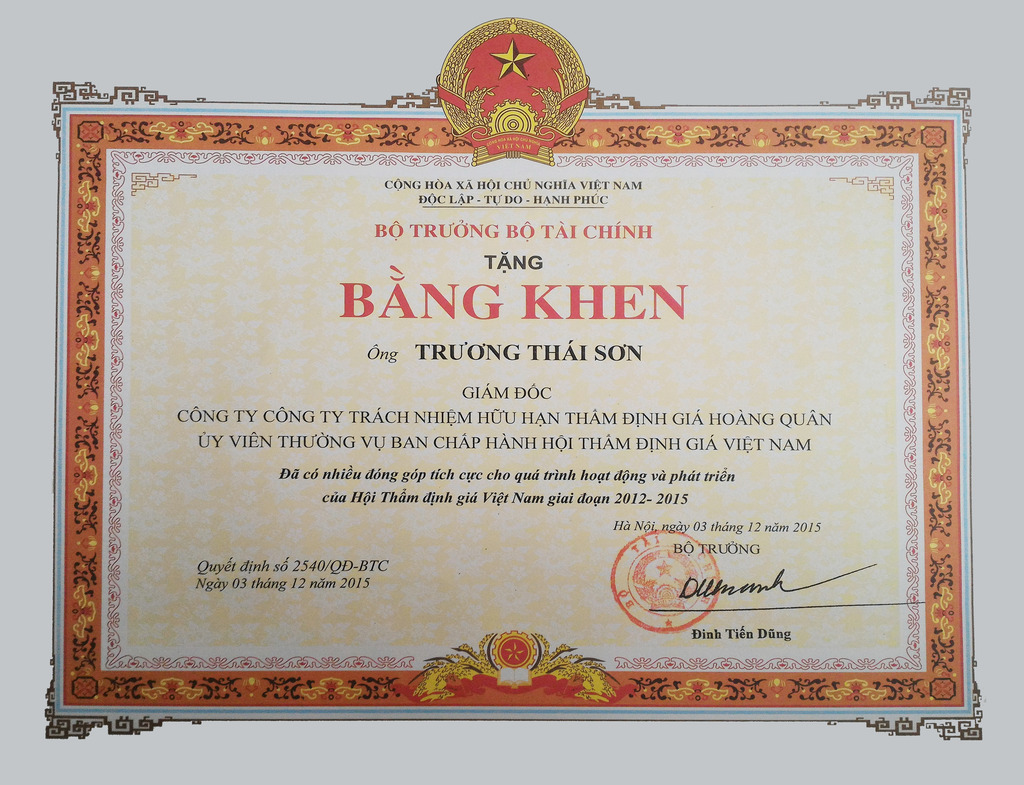 VIỆT NAM
CỘNG HÒA XÃ HỘI CHỦ NGHĨA VIỆT NAM
ĐỘC LẬP - TỰ DO - HẠNH PHÚC
BỘ TRƯỞNG BỘ TÀI CHÍNH
TẶNG
BẰNG KHEN
Ông TRƯƠNG THÁI SƠN
GIÁM ĐỐC
CÔNG TY CÔNG TY TRÁCH NHIỆM HỮU HẠN THẨM ĐỊNH GIÁ HOÀNG QUÂN
ỦY VIÊN THƯỜNG VỤ BAN CHẤP HÀNH HỘI THẨM ĐỊNH GIÁ VIỆT NAM
Đã có nhiều đóng góp tích cực cho quá trình hoạt động và phát triển
của Hội Thẩm định giá Việt Nam giai đoạn 2012- 2015
Hà Nội, ngày 03 tháng 12 năm 2015
BỘ TRƯỞNG
Quyết định số 2540/QĐ-BTC
Ngày 03 tháng 12 năm 2015
Đinh Tiến Dũng